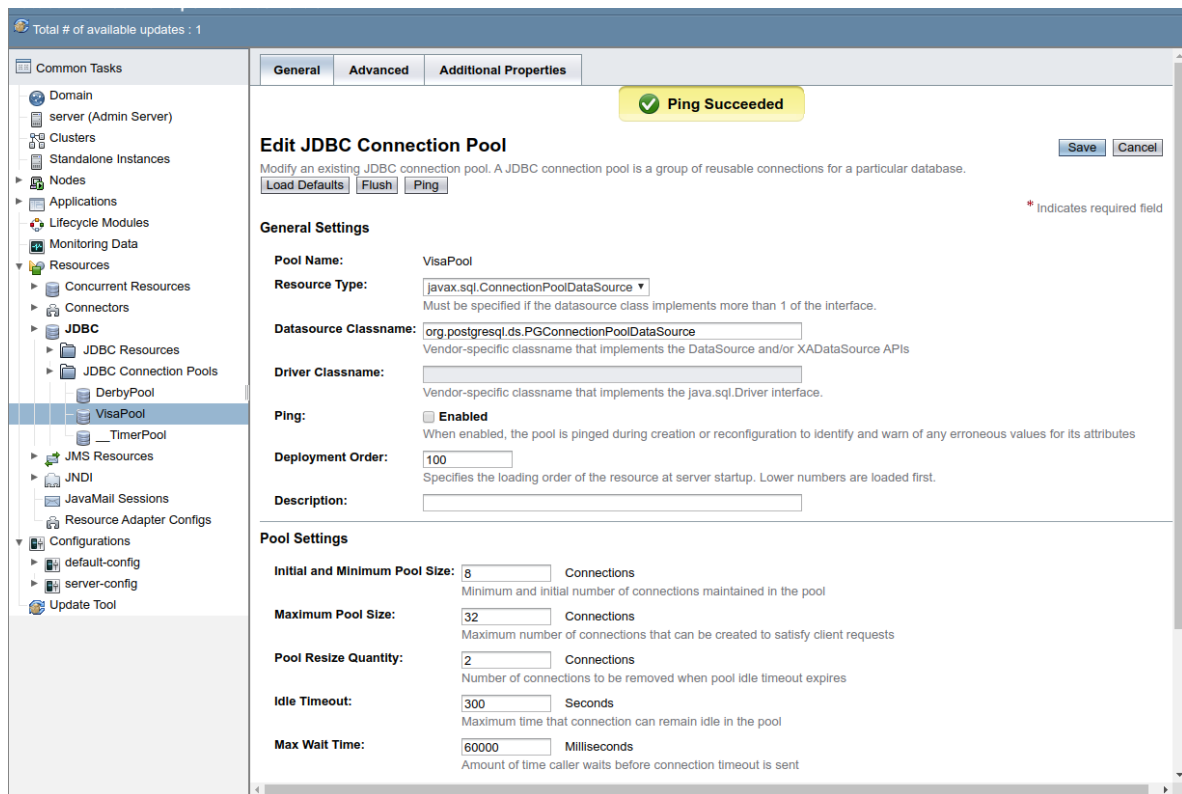 Total # of available updates : 1
Common Tasks
Domain
server (Admin Server)
Clusters
Standalone Instances
Nodes
Applications
Lifecycle Modules
Monitoring Data
Resources
Concurrent Resources
Connectors
JDBC
JDBC Resources
JDBC Connection Pools
DerbyPool
VisaPool
__TimerPool
JMS Resources
JNDI
JavaMail Sessions
Resource Adapter Configs
Configurations
default-config
server-config
Update Tool
General Advanced Additional Properties
Ping Succeeded
Edit JDBC Connection Pool
Save Cancel
Modify an existing JDBC connection pool. A JDBC connection pool is a group of reusable connections for a particular database.
Load Defaults Flush Ping
* Indicates required field
General Settings
Pool Name: VisaPool
Resource Type: javax.sql.ConnectionPoolDataSource
Must be specified if the datasource class implements more than 1 of the interface.
Datasource Classname: org.postgresql.ds.PGConnectionPoolDataSource
Vendor-specific classname that implements the DataSource and/or XADataSource APIs
Driver Classname:
Vendor-specific classname that implements the java.sql.Driver interface.
Ping: Enabled
When enabled, the pool is pinged during creation or reconfiguration to identify and warn of any erroneous values for its attributes
Deployment Order: 100
Specifies the loading order of the resource at server startup. Lower numbers are loaded first.
Description:
Pool Settings
Initial and Minimum Pool Size: 8 Connections
Minimum and initial number of connections maintained in the pool
Maximum Pool Size: 32 Connections
Maximum number of connections that can be created to satisfy client requests
Pool Resize Quantity: 2 Connections
Number of connections to be removed when pool idle timeout expires
Idle Timeout: 300 Seconds
Maximum time that connection can remain idle in the pool
Max Wait Time: 60000 Milliseconds
Amount of time caller waits before connection timeout is sent